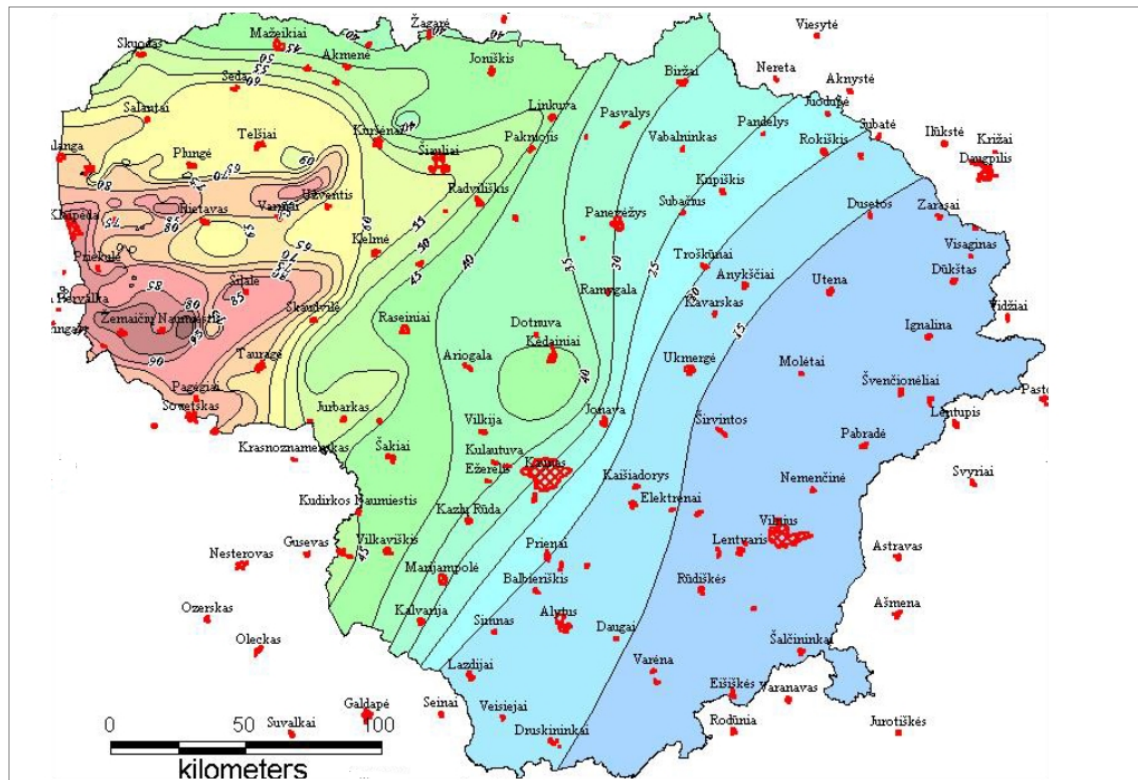 Žagarė
Viesytė
Skuodas
Mažeikiai
Akmenė
Joniškis
Biržai
Nereta
Aknystė
Seda
Salantai
Linkuva
Pasvalys
Pandėlys
Juodupė
Subatė
Ilūkstė
Križai
Telšiai
Kuršėnai
Pakruojis
Vabalninkas
Rokiškis
Daugpilis
Plungė
Šiauliai
Radviliškis
Kupiškis
Rietavas
Varniai
Užventis
Panevėžys
Subačius
Dusetos
Zarasai
Klaipėda
Priekulė
Kelmė
Troškūnai
Anykščiai
Visaginas
Dūkštas
Šilalė
Skaudvilė
Ramygala
Kavarskas
Utena
Vidžiai
Žemaičių Naumiestis
Raseiniai
Dotnuva
Kėdainiai
Ignalina
Tauragė
Ariogala
Ukmergė
Molėtai
Švenčionėliai
Pagėgiai
Sovetskas
Jurbarkas
Vilkija
Jonava
Širvintos
Lentupis
Pabradė
Krasnoznamenskas
Šakiai
Kulautuva
Ežerėlis
Kaunas
Kaišiadorys
Nemenčinė
Svyriai
Kudirkos Naumiestis
Kazlų Rūda
Elektrėnai
Vilnius
Nesterovas
Gusevas
Vilkaviškis
Prienai
Lentvaris
Astravas
Marijampolė
Balbieriškis
Rūdiškės
Ozerskas
Kalvarija
Simnas
Alytus
Daugai
Ašmena
Oleckas
Šalčininkai
Lazdijai
Varėna
Eišiškės
Varanavas
Galdapė
Seinai
Veisiejai
Suvalkai
Druskininkai
Rodūnia
Jurotiškės
0 50 100
kilometers